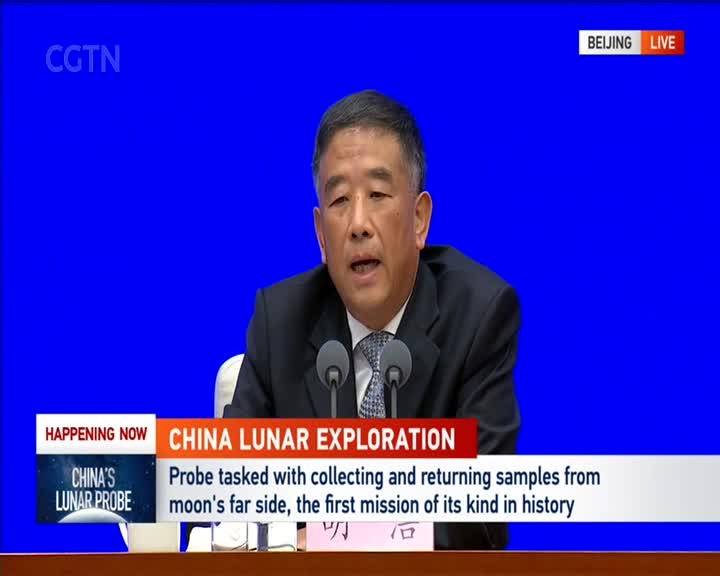 CGTN
BEIJING LIVE
HAPPENING NOW
CHINA LUNAR EXPLORATION
CHINA'S
LUNAR PROBE
Probe tasked with collecting and returning samples from
moon's far side, the first mission of its kind in history